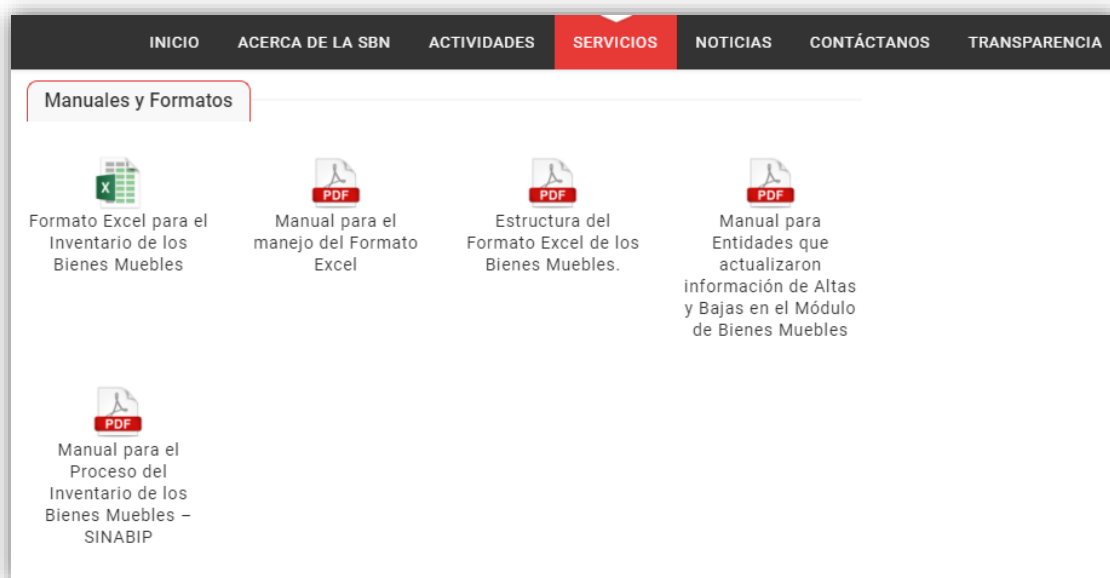 INICIO ACERCA DE LA SBN ACTIVIDADES SERVICIOS NOTICIAS CONTÁCTANOS TRANSPARENCIA
Manuales y Formatos
X
Formato Excel para el
Inventario de los
Bienes Muebles
PDF
Manual para el
manejo del Formato
Excel
PDF
Estructura del
Formato Excel de los
Bienes Muebles.
PDF
Manual para
Entidades que
actualizaron
información de Altas
y Bajas en el Módulo
de Bienes Muebles
PDF
Manual para el
Proceso del
Inventario de los
Bienes Muebles –
SINABIP